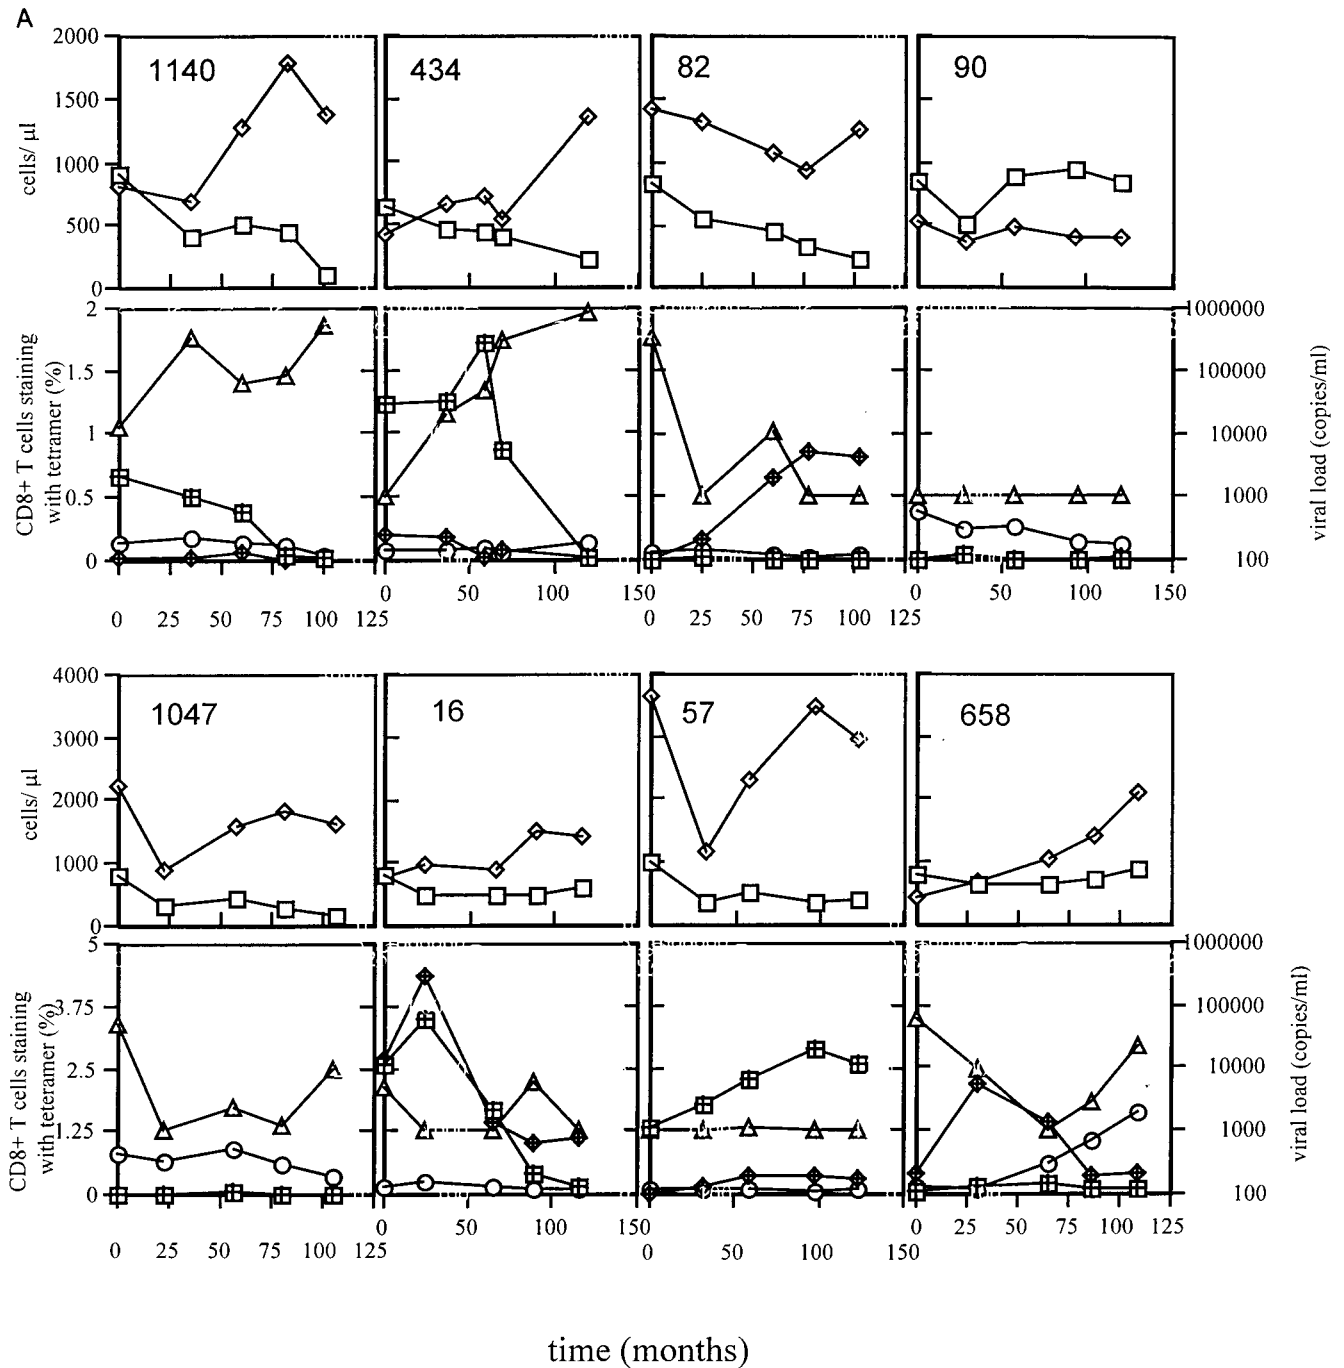 A
2000
1500
1000
500
0
cells/ µl
1140
434
82
90
2
1.5
1
0.5
0
CD8+ T cells staining
with tetramer (%)
1000000
100000
10000
1000
100
viral load (copies/ml)
0 50 100 150
0 50 100 150
0 25 50 75 100 125
0 25 50 75 100 125
4000
3000
2000
1000
0
cells/ µl
1047
16
57
658
5
3.75
2.5
1.25
0
CD8+ T cells staining
with teteramer (%)
1000000
100000
10000
1000
100
viral load (copies/ml)
0 50 100 150
0 25 50 75 100 125
0 25 50 75 100 125
0 50 100 150
time (months)